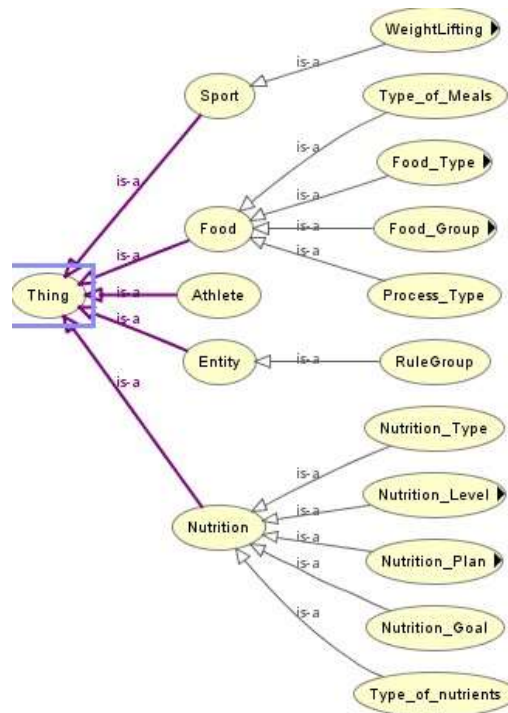 WeightLifting
is-a
Sport
Type_of_Meals
is-a
is-a
Food_Type
is-a
Food
is-a
Food_Group
is-a
is-a
Thing
is-a
Athlete
Process_Type
is-a
Entity
is-a
RuleGroup
is-a
Nutrition_Type
is-a
Nutrition_Level
is-a
Nutrition
is-a
Nutrition_Plan
is-a
Nutrition_Goal
is-a
Type_of_nutrients